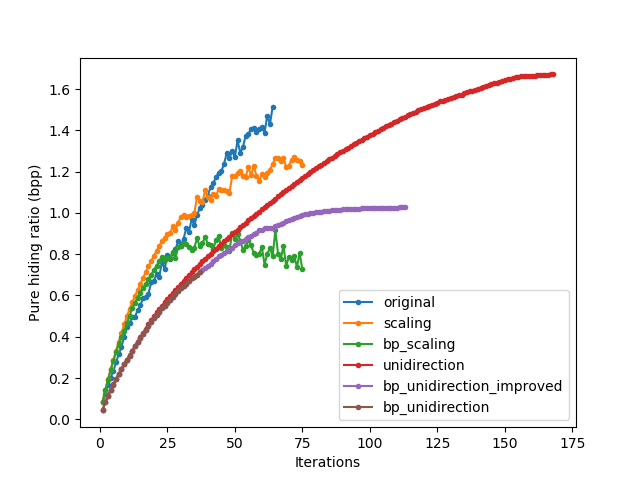 1.6
1.4
1.2
1.0
0.8
0.6
0.4
0.2
0.0
Pure hiding ratio (bpp)
original
scaling
bp_scaling
unidirection
bp_unidirection_improved
bp_unidirection
0 25 50 75 100 125 150 175
Iterations